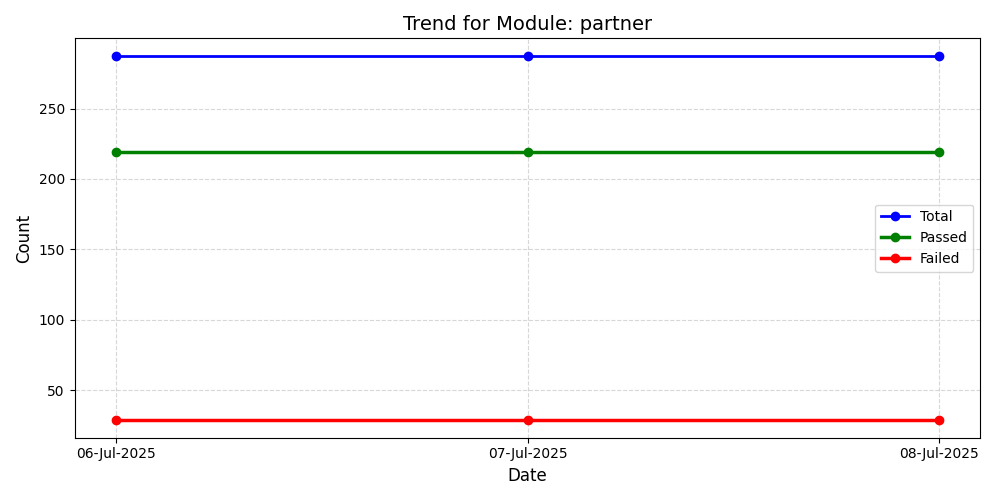 Trend for Module: partner
Count
250
200
150
100
50
Total
Passed
Failed
06-Jul-2025 07-Jul-2025 08-Jul-2025
Date